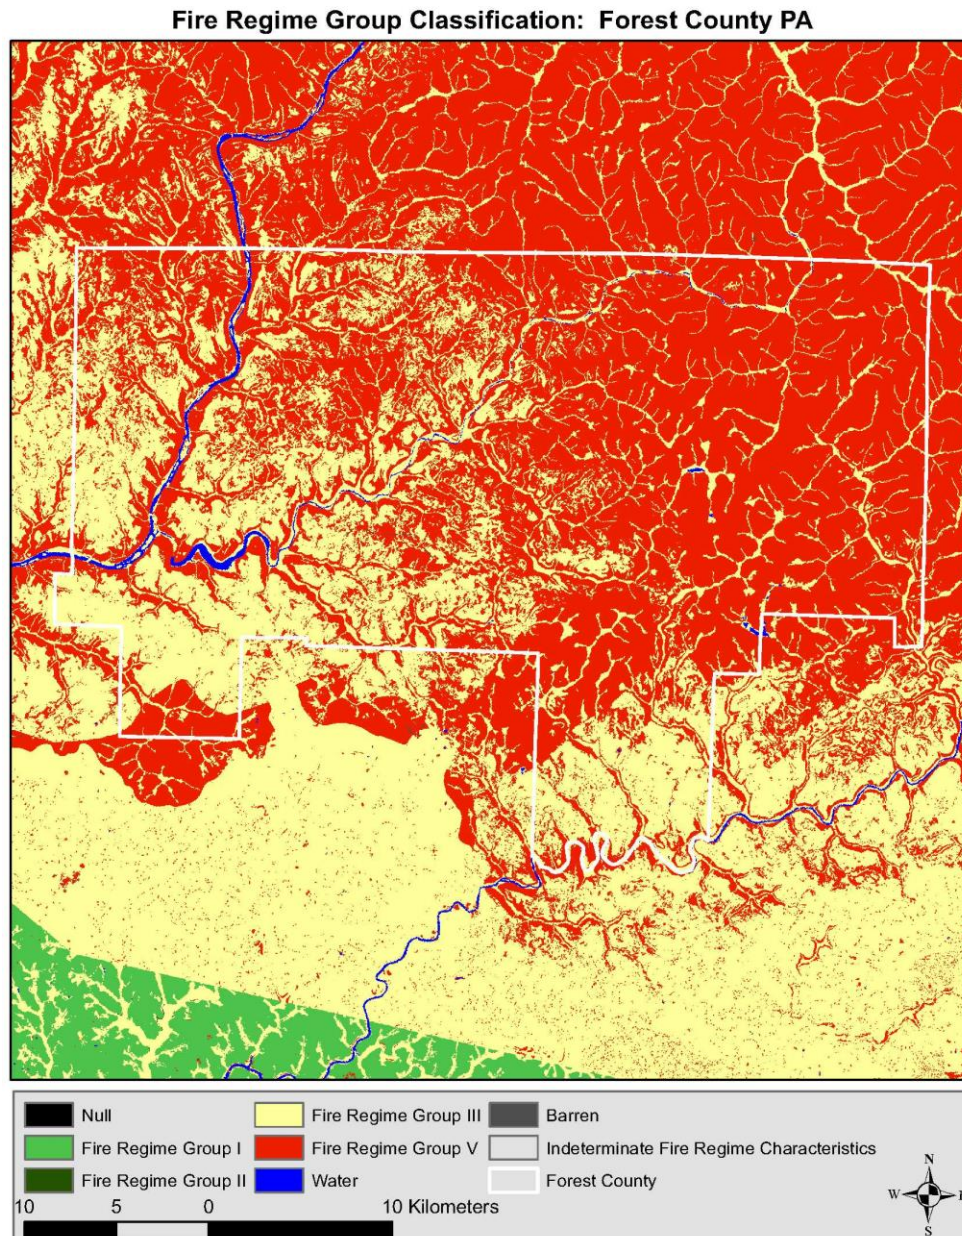 Fire Regime Group Classification: Forest County PA
Null
Fire Regime Group III
Barren
Fire Regime Group I
Fire Regime Group V
Indeterminate Fire Regime Characteristics
Fire Regime Group II
Water
Forest County
10 5 0 10 Kilometers
N
W E
S